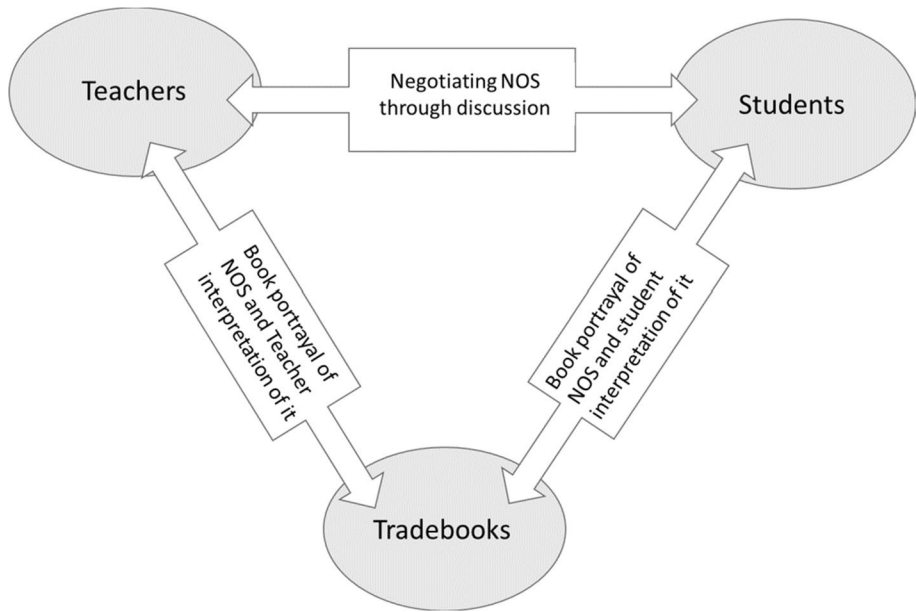 Teachers
Negotiating NOS
through discussion
Students
Book portrayal of
NOS and Teacher
interpretation of it
Book portrayal of
NOS and student
interpretation of it
Tradebooks